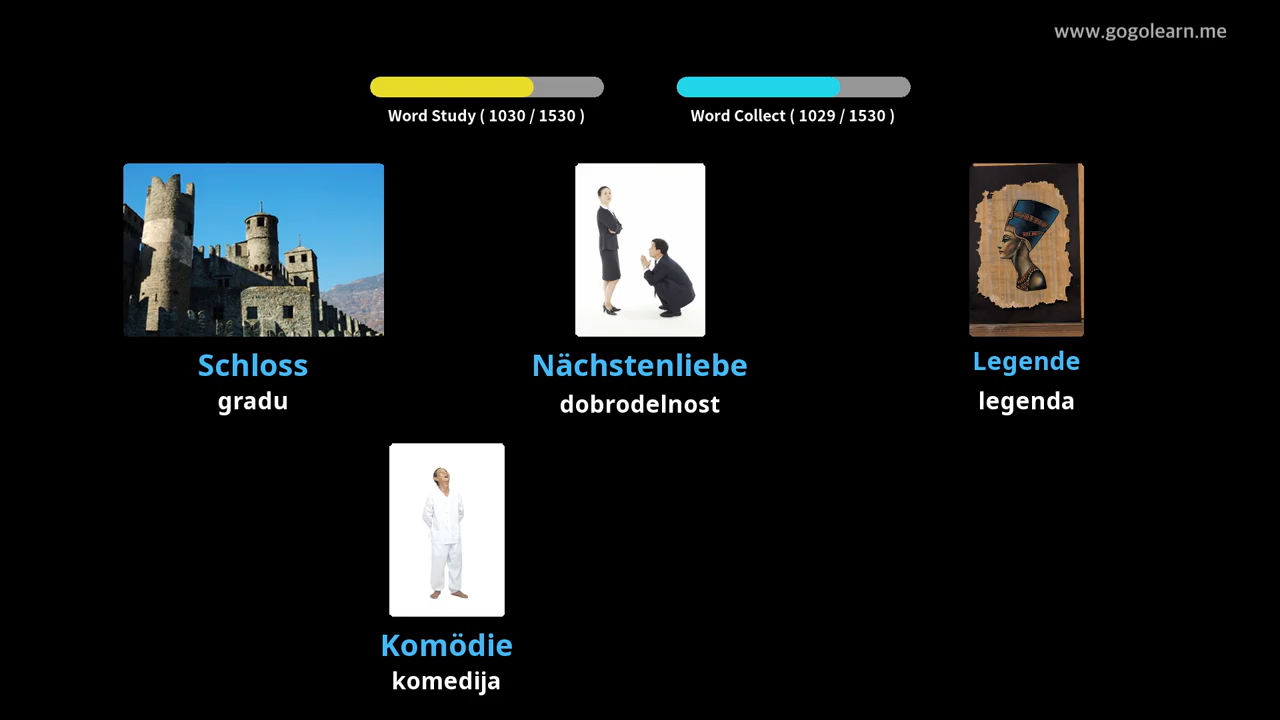 www.gogolearn.me
Word Study ( 1030 / 1530 )
Word Collect ( 1029 / 1530 )
Schloss
gradu
Nächstenliebe
dobrodelnost
Legende
legenda
Komödie
komedija